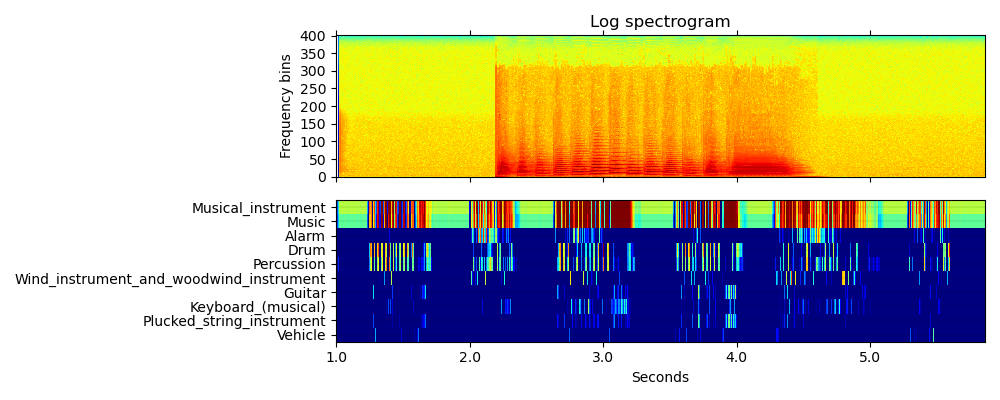 Log spectrogram
Frequency bins
400
350
300
250
200
150
100
50
0
Musical_instrument
Music
Alarm
Drum
Percussion
Wind_instrument_and_woodwind_instrument
Guitar
Keyboard_(musical)
Plucked_string_instrument
Vehicle
1.0 2.0 3.0 4.0 5.0
Seconds